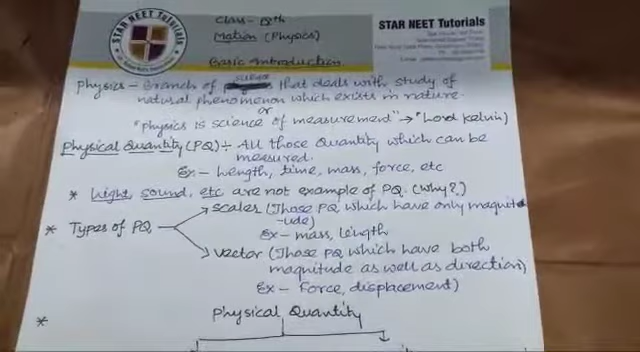 STAR NEET Tutorials
Class - 9th
Motion (Physics)
Basic Introduction
STAR NEET Tutorials
Physics - Branch of science that deals with study of
natural phenomenon which exists in nature.
or
"Physics is science of measurement" → "Lord Kelvin)
Physical Quantity (PQ) ÷ All those Quantity which can be
measured.
Ex - Length, time, mass, force, etc
* Light, sound, etc are not example of PQ. (Why?)
* Types of PQ
scaler (Those PQ which have only magnit
-ude)
Ex - mass, length
vector (Those PQ which have both
magnitude as well as direction)
Ex - Force, displacement)
* Physical Quantity